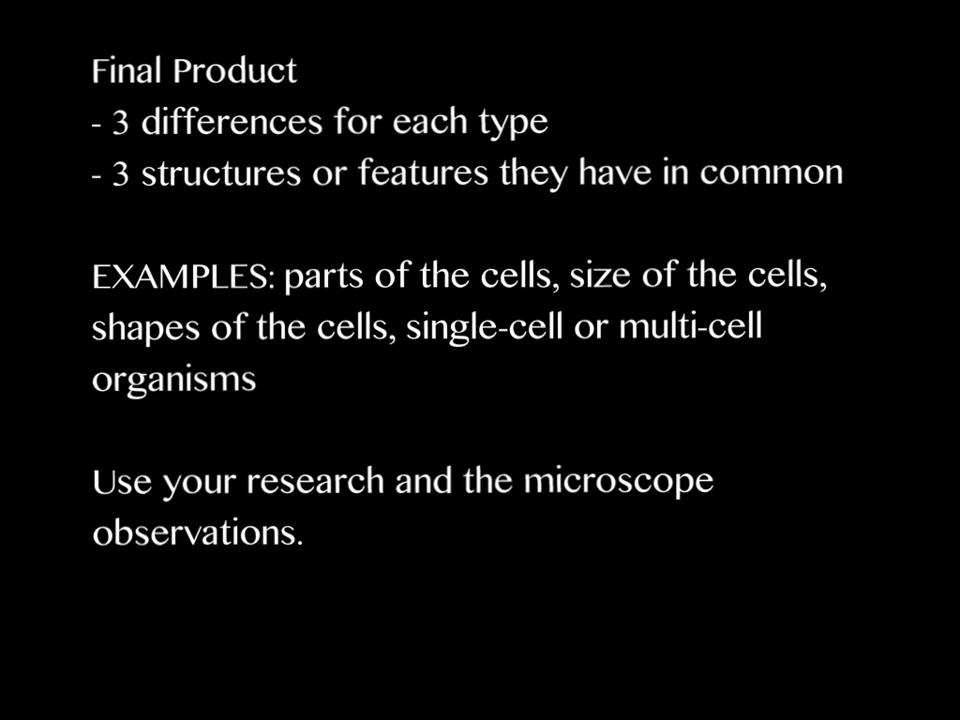 Final Product
- 3 differences for each type
- 3 structures or features they have in common
EXAMPLES: parts of the cells, size of the cells,
shapes of the cells, single-cell or multi-cell
organisms
Use your research and the microscope
observations.